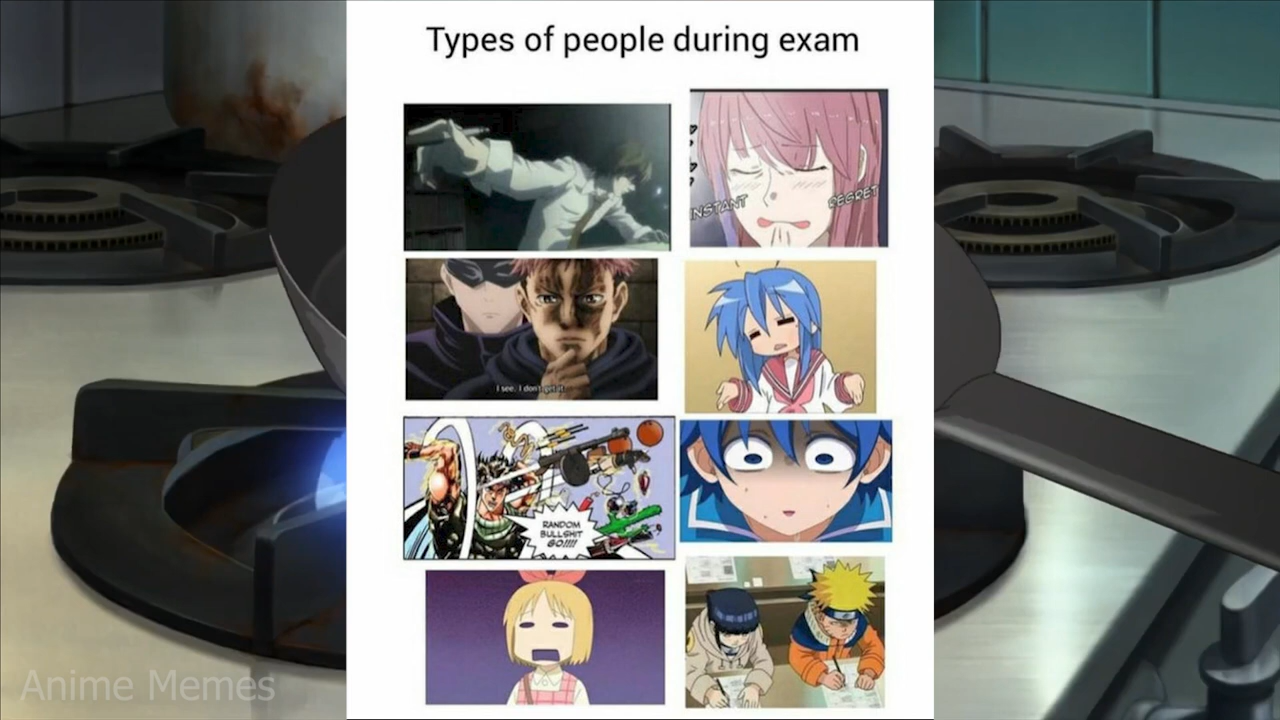 Types of people during exam
INSTANT
REGRET
I see. I don't get it.
RANDOM
BULLSHIT
GO!!!!
Anime Memes